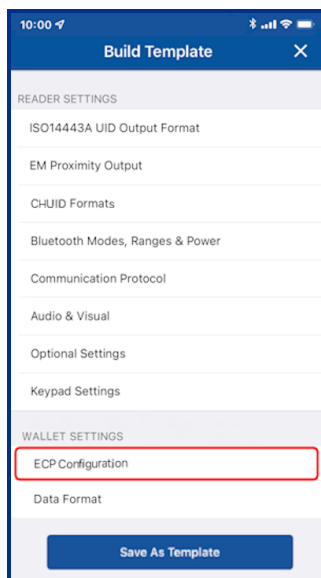 10:00
Build Template
READER SETTINGS
ISO14443A UID Output Format
EM Proximity Output
CHUID Formats
Bluetooth Modes, Ranges & Power
Communication Protocol
Audio & Visual
Optional Settings
Keypad Settings
WALLET SETTINGS
ECP Configuration
Data Format
Save As Template